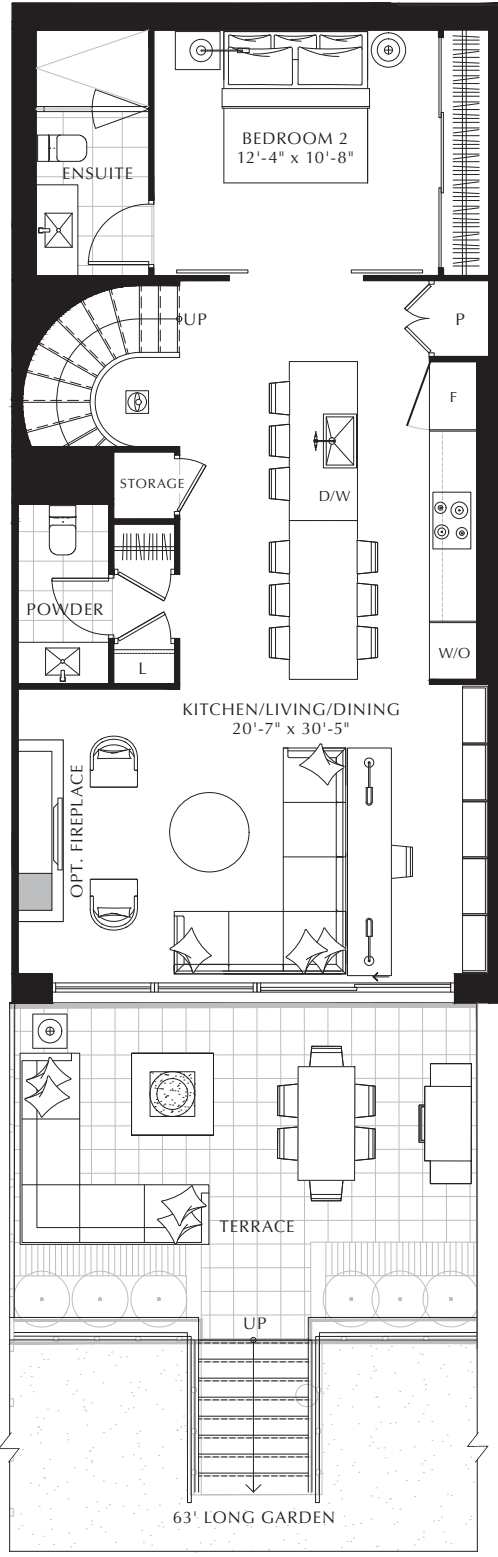 BEDROOM 2
12'-4" x 10'-8"
ENSUITE
UP
P
F
STORAGE
D/W
POWDER
W/O
L
KITCHEN/LIVING/DINING
20'-7" x 30'-5"
OPT. FIREPLACE
TERRACE
UP
63' LONG GARDEN